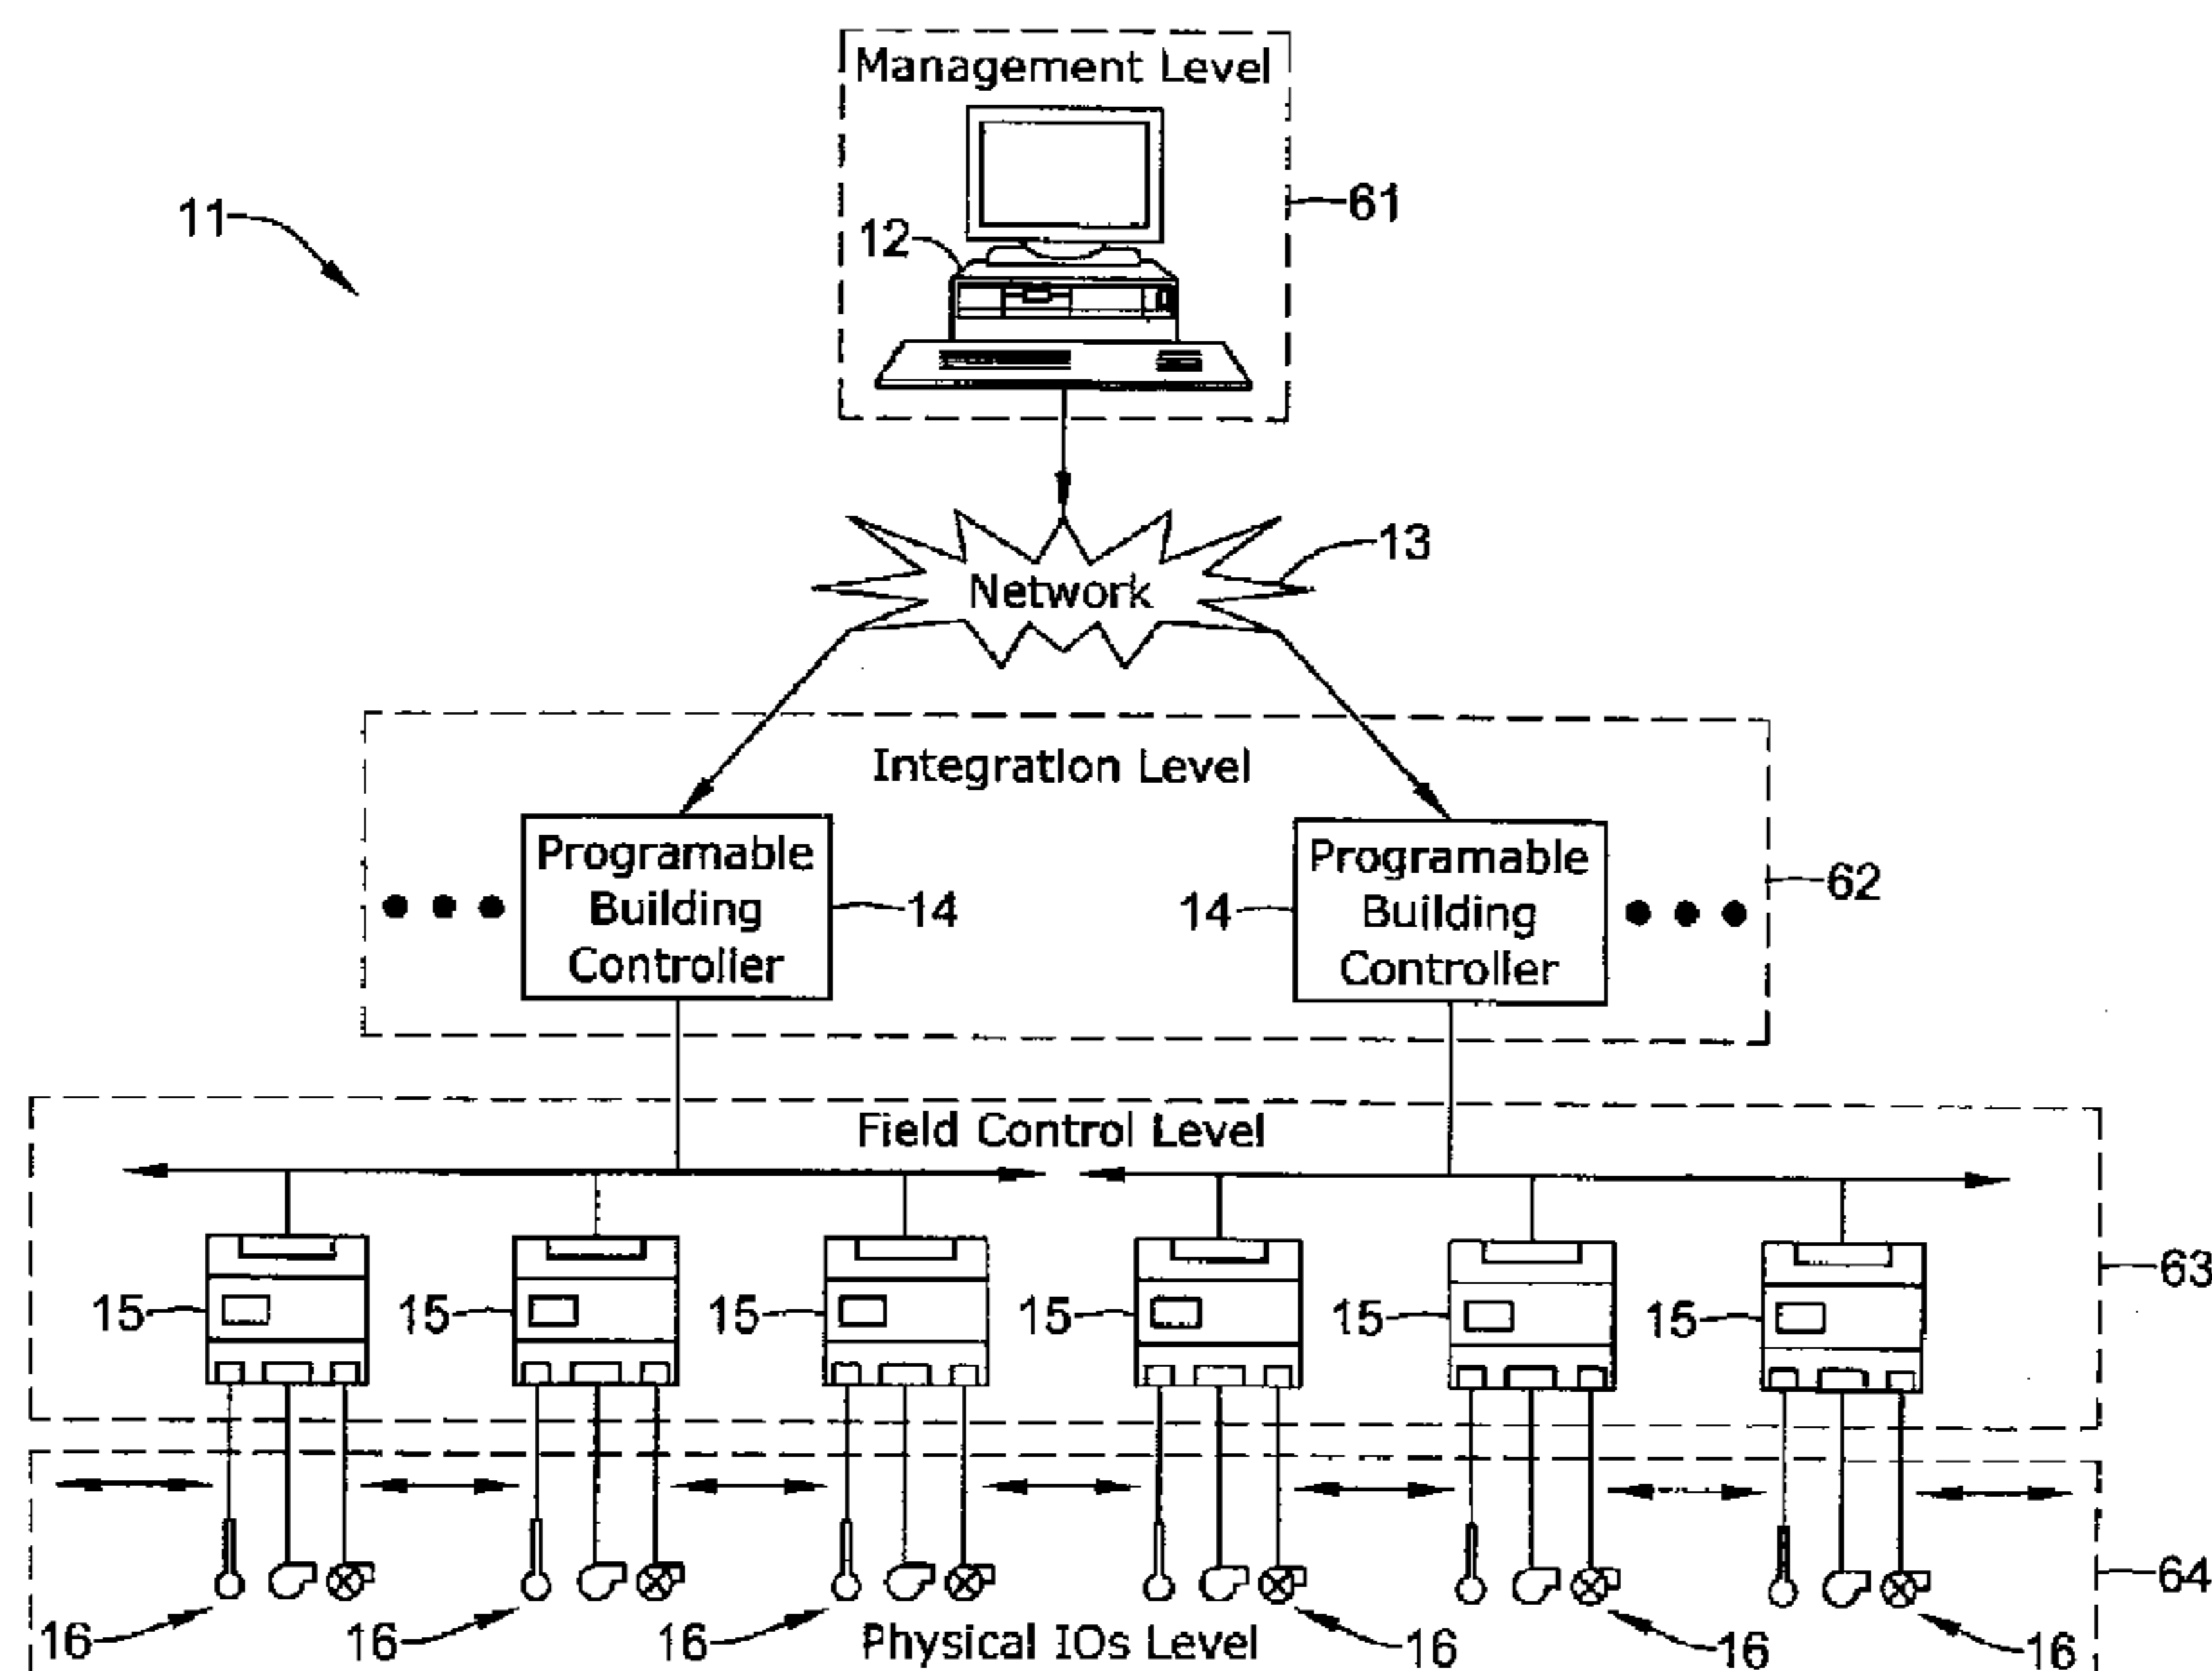 Management Level
61
11
12
13
Network
Integration Level
Programable
Building
Controller
14
14
Programable
Building
Controller
62
Field Control Level
15
15
15
15
15
15
63
64
16
16
16
Physical IOs Level
16
16
16